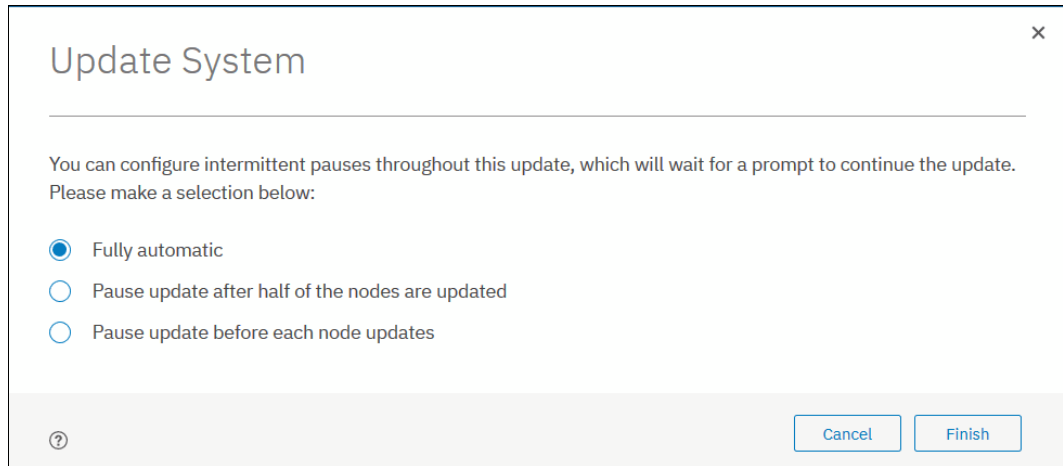 Update System
You can configure intermittent pauses throughout this update, which will wait for a prompt to continue the update.
Please make a selection below:
Fully automatic
Pause update after half of the nodes are updated
Pause update before each node updates
?
Cancel Finish